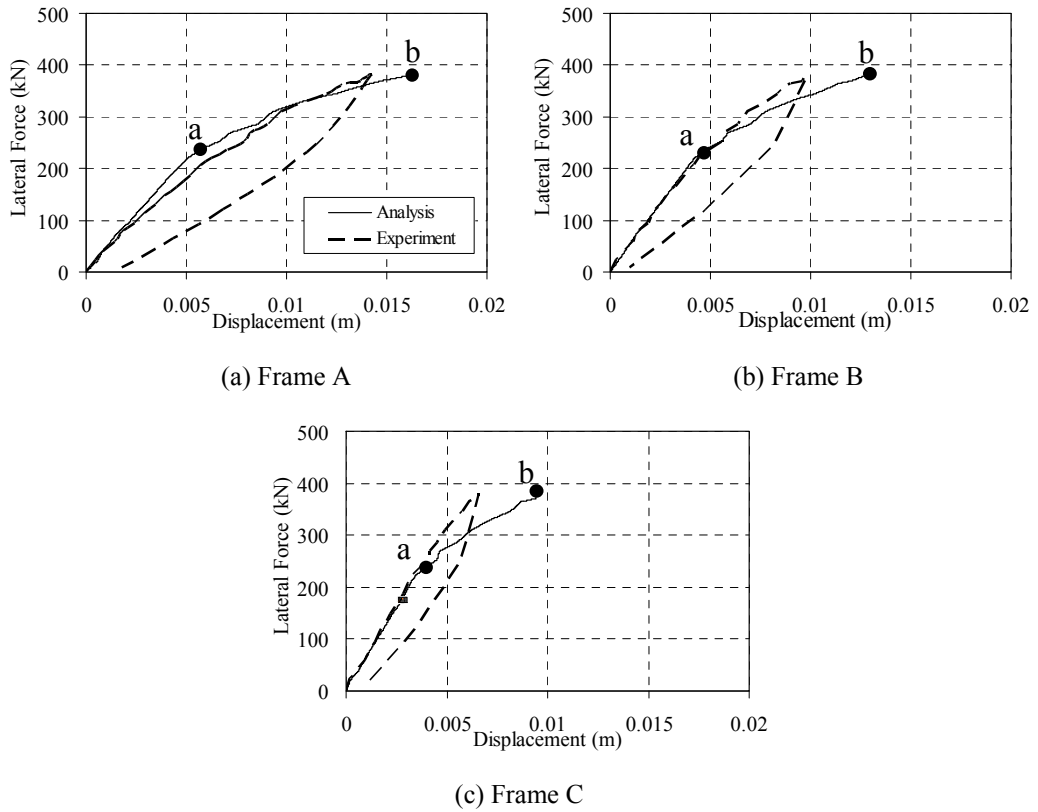 500
400
300
200
100
0
Lateral Force (kN)
a
b
Analysis
Experiment
0
0.005
0.01
0.015
0.02
Displacement (m)
(a) Frame A
500
400
300
200
100
0
Lateral Force (kN)
a
b
0
0.005
0.01
0.015
0.02
Displacement (m)
(b) Frame B
500
400
300
200
100
0
Lateral Force (kN)
a
b
0
0.005
0.01
0.015
0.02
Displacement (m)
(c) Frame C